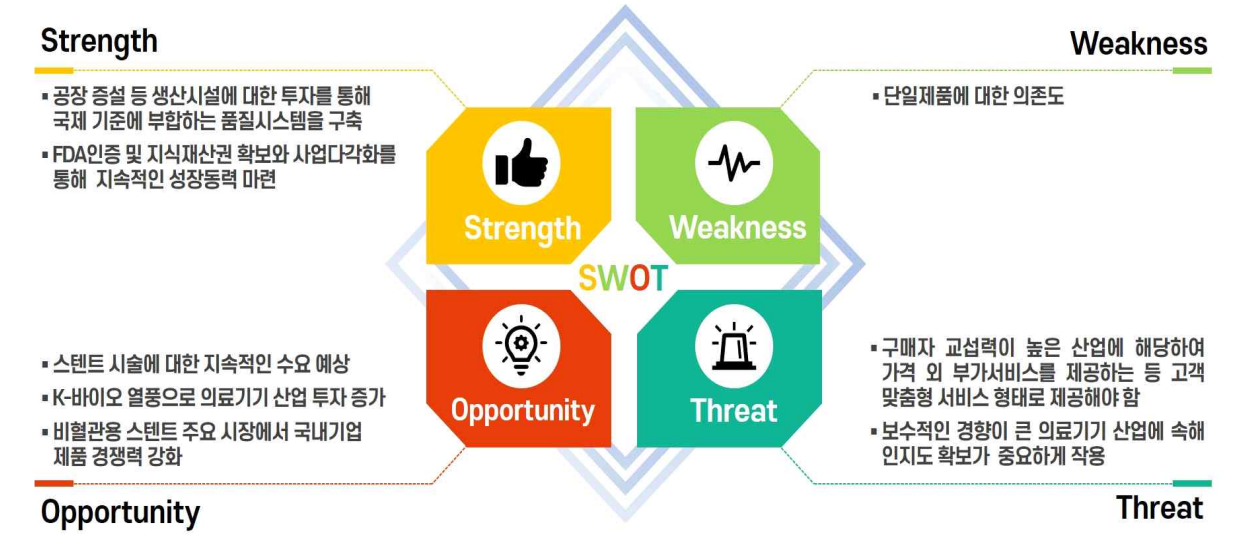 Strength
▪ 공장 증설 등 생산시설에 대한 투자를 통해
국제 기준에 부합하는 품질시스템을 구축
▪ FDA인증 및 지식재산권 확보와 사업다각화를
통해 지속적인 성장동력 마련
Weakness
▪ 단일제품에 대한 의존도
Strength
Weakness
SWOT
Opportunity
Threat
▪ 스텐트 시술에 대한 지속적인 수요 예상
▪ K-바이오 열풍으로 의료기기 산업 투자 증가
▪ 비혈관용 스텐트 주요 시장에서 국내기업
제품 경쟁력 강화
Opportunity
▪ 구매자 교섭력이 높은 산업에 해당하여
가격 외 부가서비스를 제공하는 등 고객
맞춤형 서비스 형태로 제공해야 함
▪ 보수적인 경향이 큰 의료기기 산업에 속해
인지도 확보가 중요하게 작용
Threat